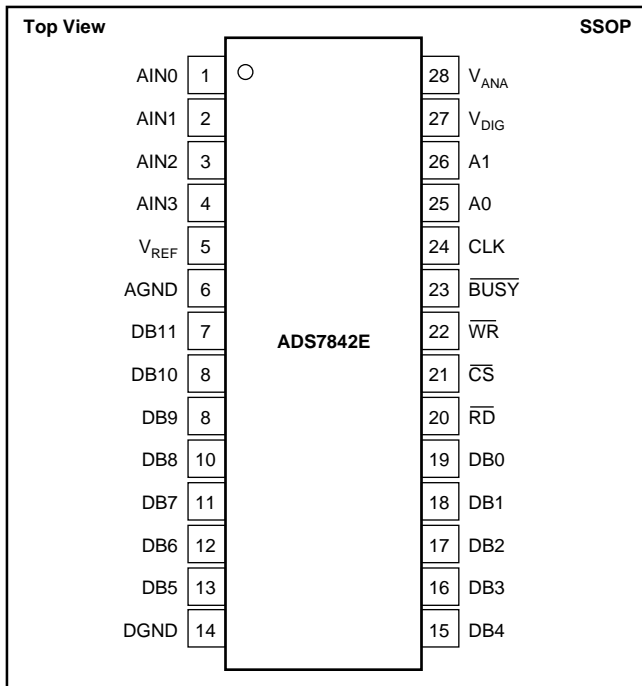 Top View SSOP
AIN0 1 28 VANA
AIN1 2 27 VDIG
AIN2 3 26 A1
AIN3 4 25 A0
VREF 5 24 CLK
AGND 6 23 BUSY
DB11 7 22 WR
ADS7842E
DB10 8 21 CS
DB9 8 20 RD
DB8 10 19 DB0
DB7 11 18 DB1
DB6 12 17 DB2
DB5 13 16 DB3
DGND 14 15 DB4